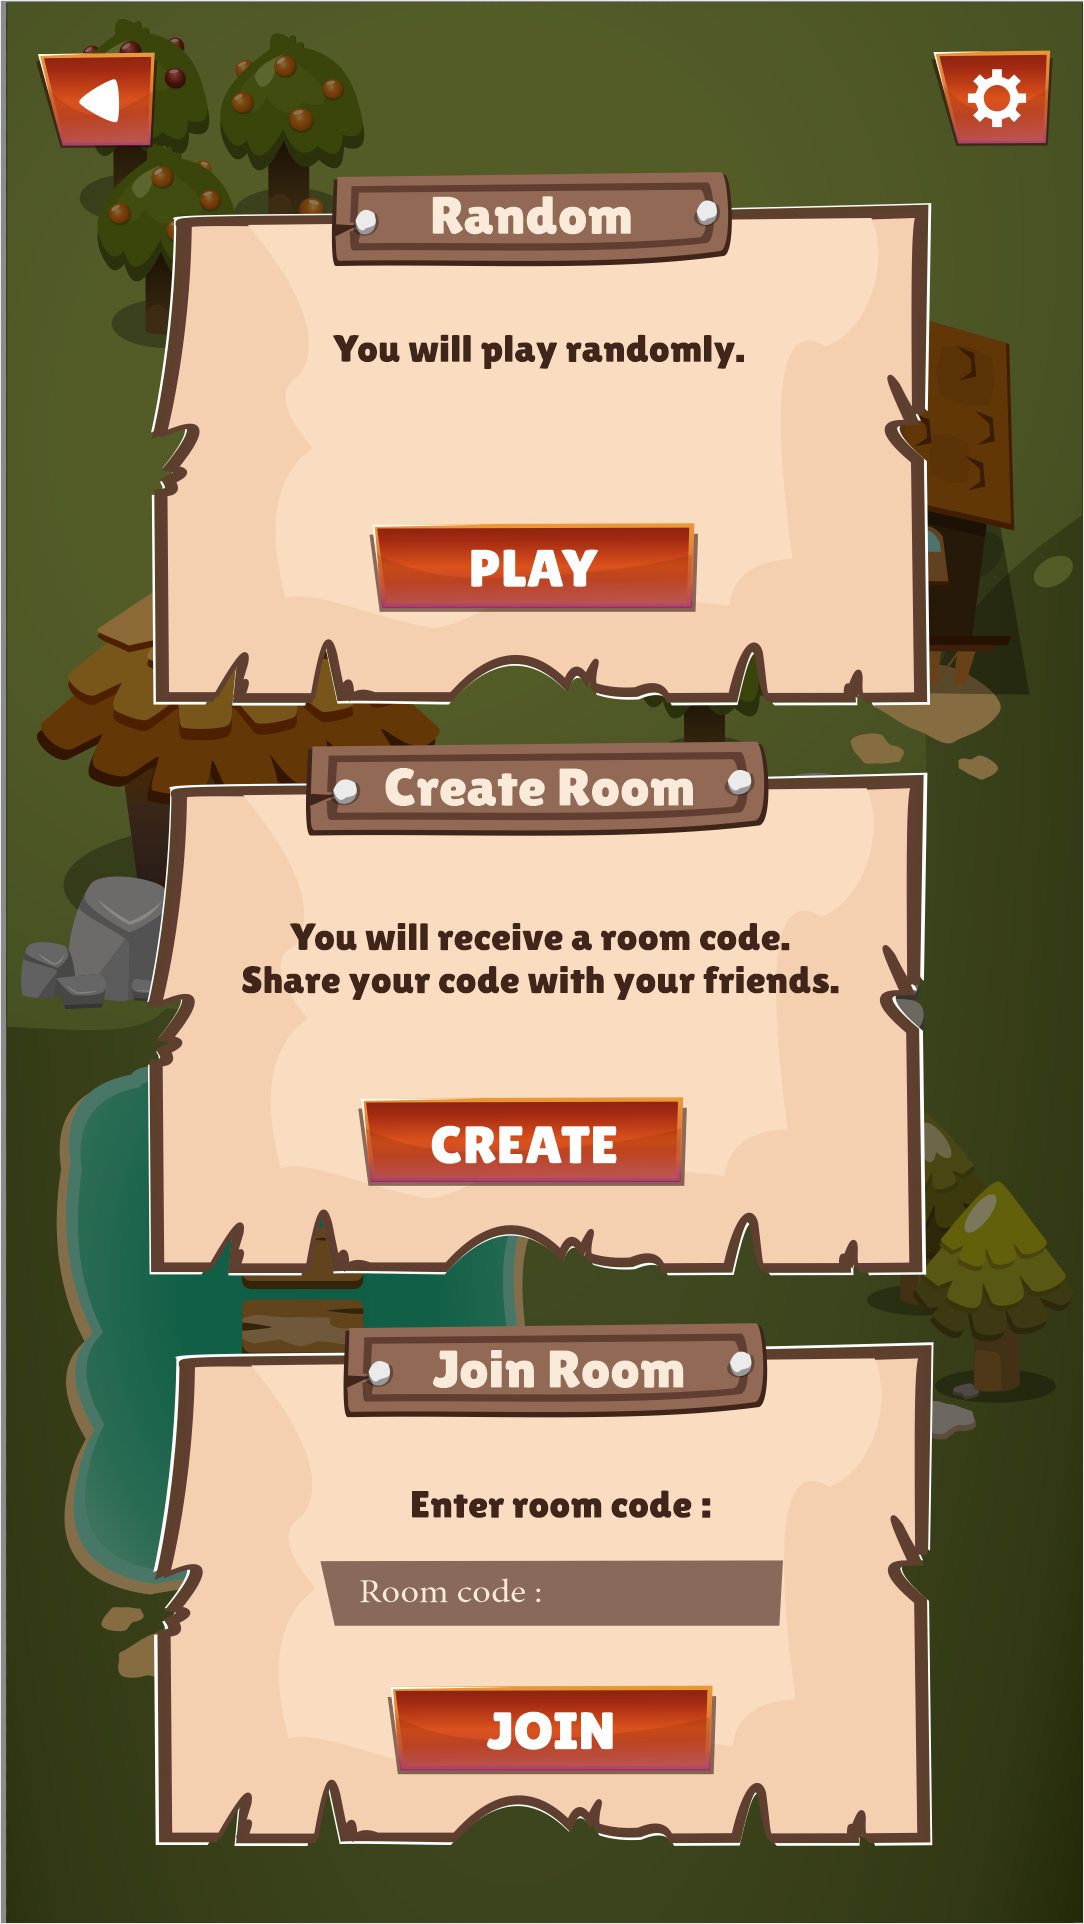 Random
You will play randomly.
PLAY
Create Room
You will receive a room code.
Share your code with your friends.
CREATE
Join Room
Enter room code :
Room code :
JOIN